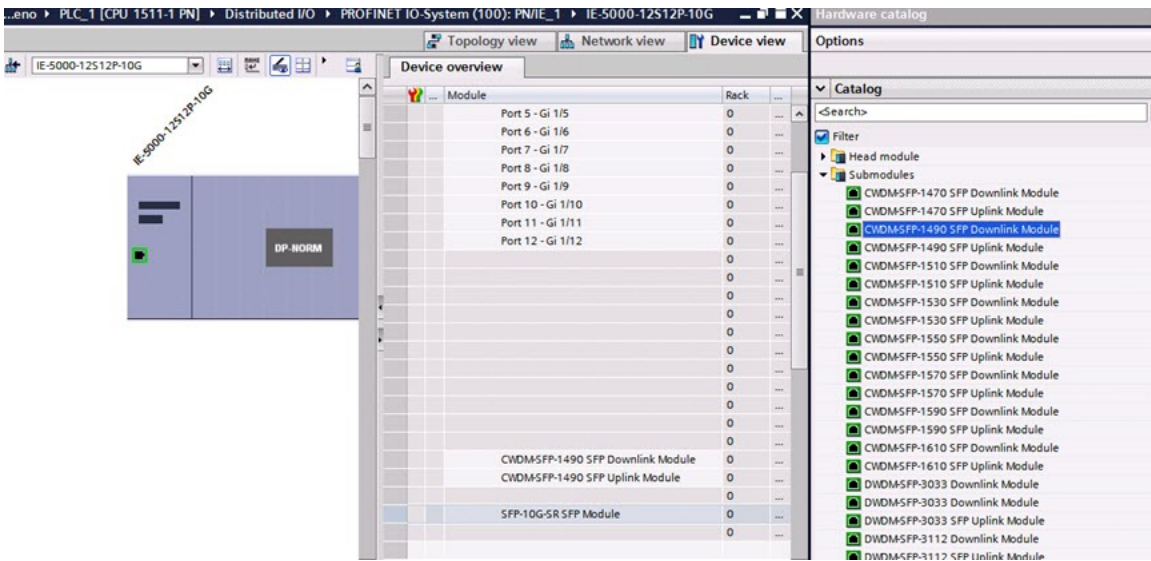 ...eno ▸ PLC_1 [CPU 1511-1 PN] ▸ Distributed I/O ▸ PROFINET IO-System (100): PN/IE_1 ▸ IE-5000-12S12P-10G
Hardware catalog
Topology view Network view Device view
Options
IE-5000-12S12P-10G
Device overview
Catalog
... Module Rack ...
<Search>
IE-5000-12S12P-10G
DP-NORM
Port 5 - Gi 1/5 0 ...
Port 6 - Gi 1/6 0 ...
Port 7 - Gi 1/7 0 ...
Port 8 - Gi 1/8 0 ...
Port 9 - Gi 1/9 0 ...
Port 10 - Gi 1/10 0 ...
Port 11 - Gi 1/11 0 ...
Port 12 - Gi 1/12 0 ...
0 ...
0 ...
0 ...
0 ...
0 ...
0 ...
0 ...
0 ...
0 ...
0 ...
0 ...
CWDM-SFP-1490 SFP Downlink Module 0 ...
CWDM-SFP-1490 SFP Uplink Module 0 ...
0 ...
SFP-10G-SR SFP Module 0 ...
0 ...
Filter
Head module
Submodules
CWDM-SFP-1470 SFP Downlink Module
CWDM-SFP-1470 SFP Uplink Module
CWDM-SFP-1490 SFP Downlink Module
CWDM-SFP-1490 SFP Uplink Module
CWDM-SFP-1510 SFP Downlink Module
CWDM-SFP-1510 SFP Uplink Module
CWDM-SFP-1530 SFP Downlink Module
CWDM-SFP-1530 SFP Uplink Module
CWDM-SFP-1550 SFP Downlink Module
CWDM-SFP-1550 SFP Uplink Module
CWDM-SFP-1570 SFP Downlink Module
CWDM-SFP-1570 SFP Uplink Module
CWDM-SFP-1590 SFP Downlink Module
CWDM-SFP-1590 SFP Uplink Module
CWDM-SFP-1610 SFP Downlink Module
CWDM-SFP-1610 SFP Uplink Module
DWDM-SFP-3033 Downlink Module
DWDM-SFP-3033 Downlink Module
DWDM-SFP-3033 SFP Uplink Module
DWDM-SFP-3112 Downlink Module
DWDM-SFP-3112 SFP Uplink Module